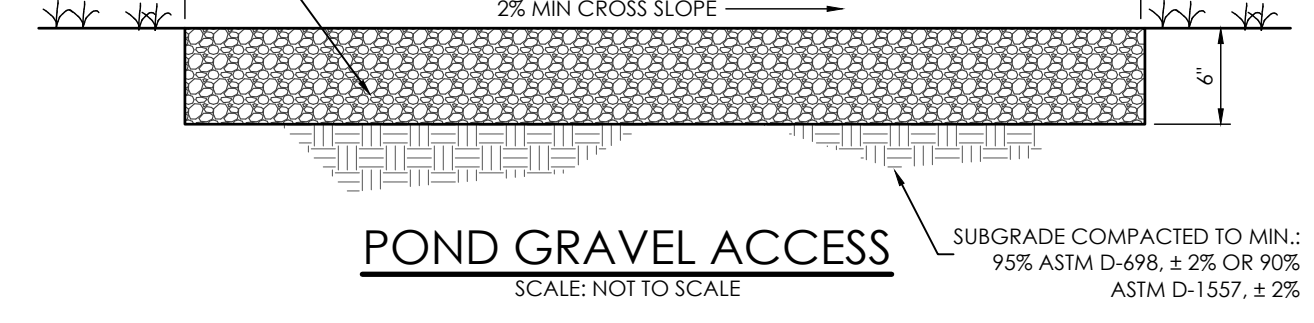 2% MIN CROSS SLOPE
6"
POND GRAVEL ACCESS
SCALE: NOT TO SCALE
SUBGRADE COMPACTED TO MIN.:
95% ASTM D-698, ± 2% OR 90%
ASTM D-1557, ± 2%